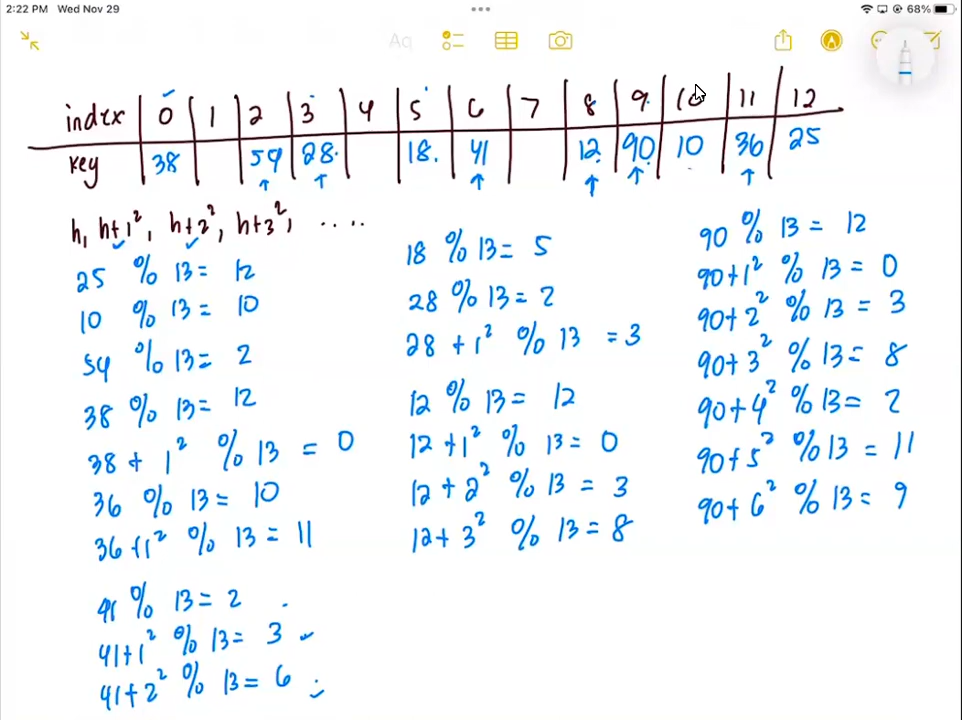 2:22 PM Wed Nov 29
68%
Aq
index 0 1 2 3 4 5 6 7 8 9 10 11 12
key 38 54 28 18 41 12 90 10 36 25
h, h+1², h+2², h+3², ....
25 % 13 = 12
10 % 13 = 10
54 % 13 = 2
38 % 13 = 12
38 + 1² % 13 = 0
36 % 13 = 10
36+1² % 13 = 11
41 % 13 = 2
41+1² % 13 = 3
41+2² % 13 = 6
18 % 13 = 5
28 % 13 = 2
28 + 1² % 13 = 3
12 % 13 = 12
12 + 1² % 13 = 0
12 + 2² % 13 = 3
12 + 3² % 13 = 8
90 % 13 = 12
90+1² % 13 = 0
90+2² % 13 = 3
90+3² % 13 = 8
90+4² % 13 = 2
90+5² % 13 = 11
90+6² % 13 = 9